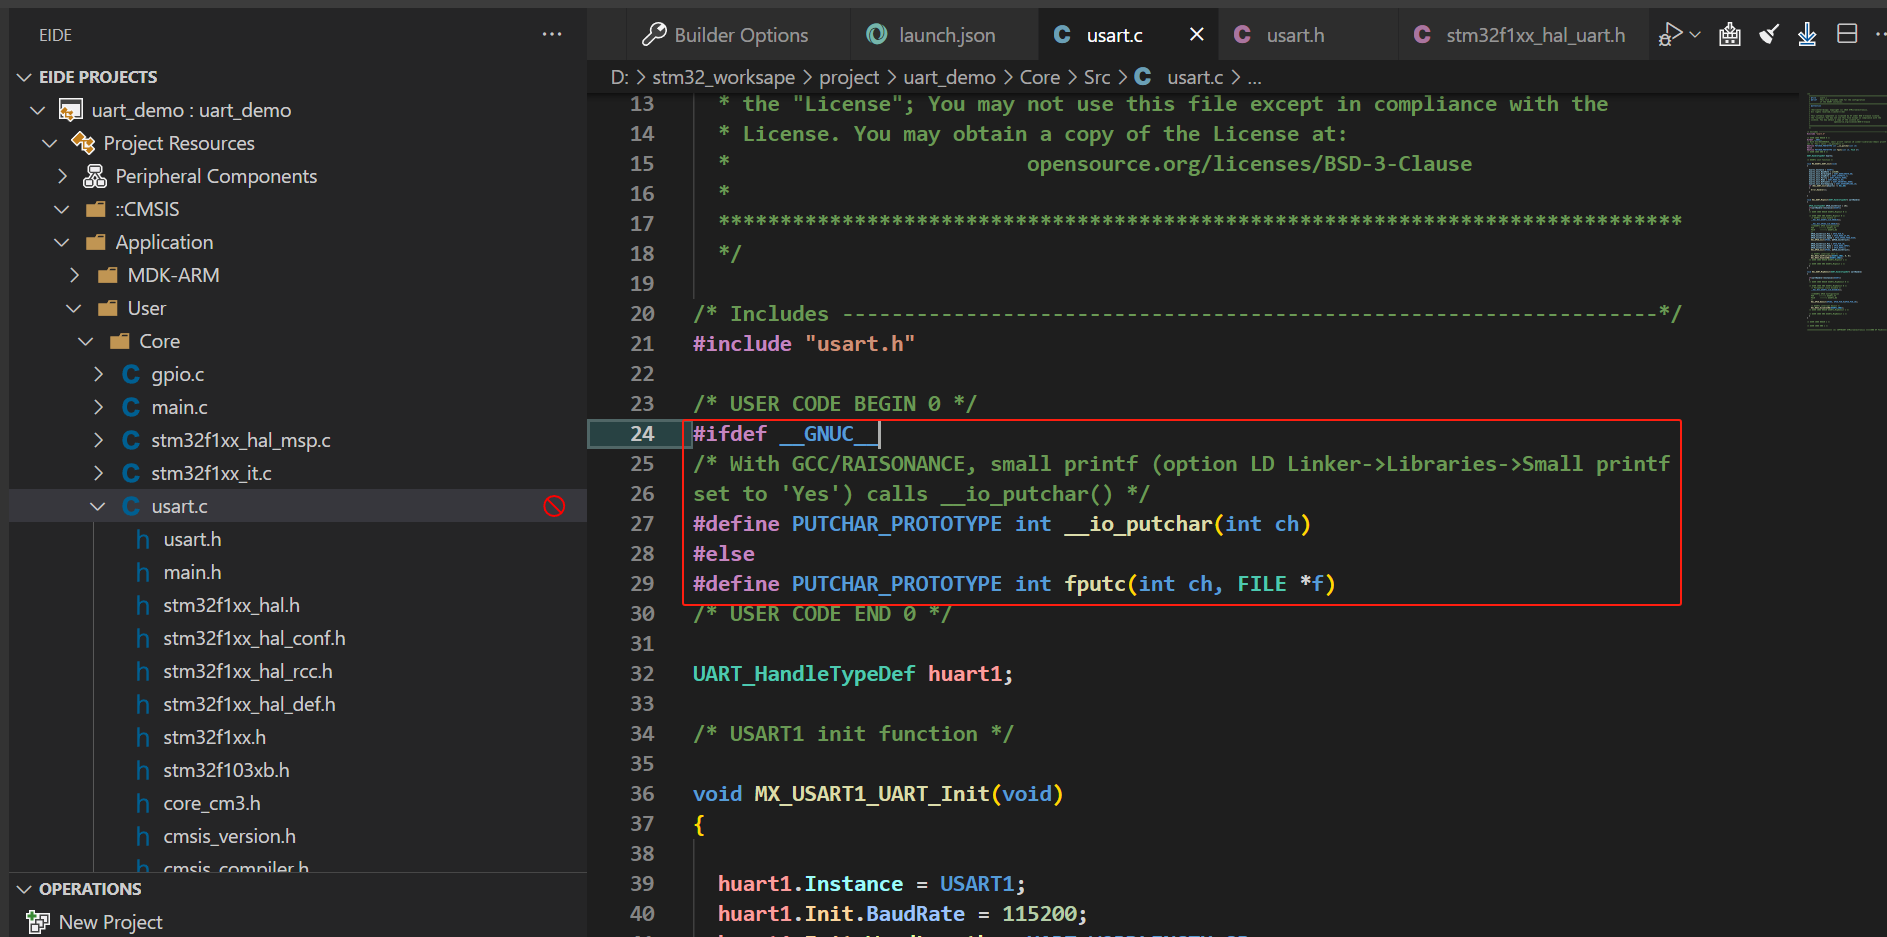 EIDE
Builder Options
launch.json
usart.c
usart.h
stm32f1xx_hal_uart.h
D: > stm32_worksape > project > uart_demo > Core > Src > usart.c > ...
EIDE PROJECTS
uart_demo : uart_demo
Project Resources
Peripheral Components
::CMSIS
Application
MDK-ARM
User
Core
gpio.c
main.c
stm32f1xx_hal_msp.c
stm32f1xx_it.c
usart.c
usart.h
main.h
stm32f1xx_hal.h
stm32f1xx_hal_conf.h
stm32f1xx_hal_rcc.h
stm32f1xx_hal_def.h
stm32f1xx.h
stm32f103xb.h
core_cm3.h
cmsis_version.h
cmsis_compiler.h
OPERATIONS
New Project
13 * the "License"; You may not use this file except in compliance with the
14 * License. You may obtain a copy of the License at:
15 * opensource.org/licenses/BSD-3-Clause
16 *
17 ******************************************************************************
18 */
19
20 /* Includes ------------------------------------------------------------------*/
21 #include "usart.h"
22
23 /* USER CODE BEGIN 0 */
24 #ifdef __GNUC__
25 /* With GCC/RAISONANCE, small printf (option LD Linker->Libraries->Small printf
26 set to 'Yes') calls __io_putchar() */
27 #define PUTCHAR_PROTOTYPE int __io_putchar(int ch)
28 #else
29 #define PUTCHAR_PROTOTYPE int fputc(int ch, FILE *f)
30 /* USER CODE END 0 */
31
32 UART_HandleTypeDef huart1;
33
34 /* USART1 init function */
35
36 void MX_USART1_UART_Init(void)
37 {
38
39 huart1.Instance = USART1;
40 huart1.Init.BaudRate = 115200;